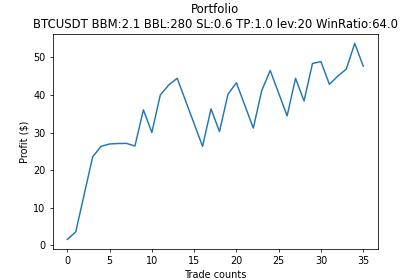 Portfolio
BTCUSDT BBM:2.1 BBL:280 SL:0.6 TP:1.0 lev:20 WinRatio:64.0
50
40
30
20
10
0
Profit ($)
0 5 10 15 20 25 30 35
Trade counts